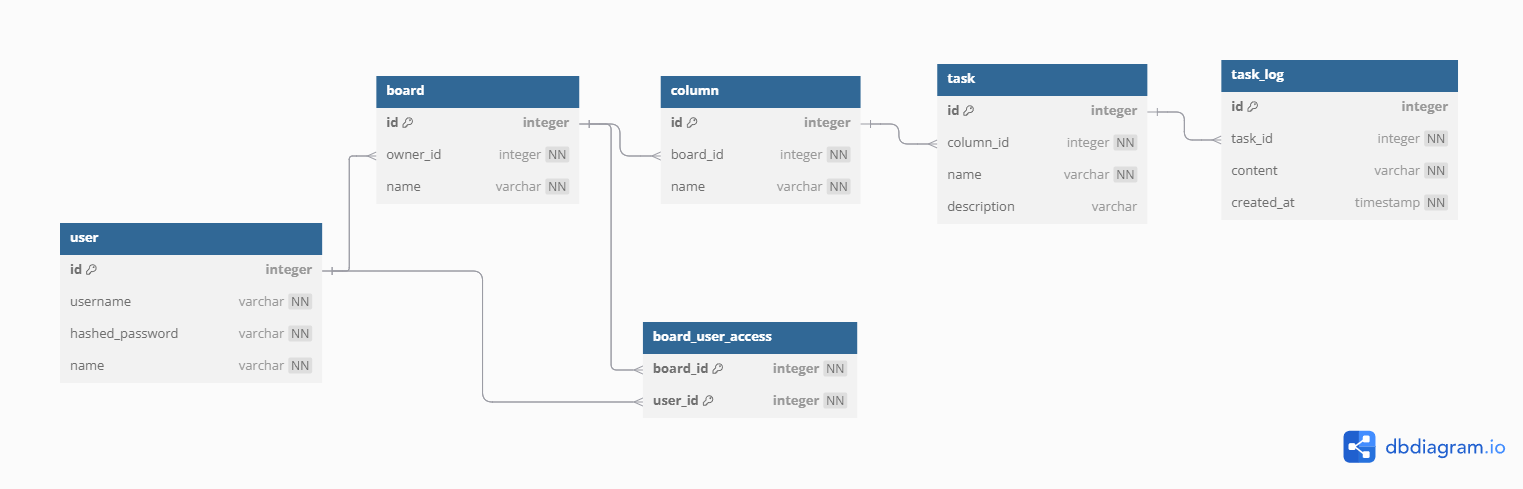 board
id integer
owner_id integer NN
name varchar NN
column
id integer
board_id integer NN
name varchar NN
task
id integer
column_id integer NN
name varchar NN
description varchar
task_log
id integer
task_id integer NN
content varchar NN
created_at timestamp NN
user
id integer
username varchar NN
hashed_password varchar NN
name varchar NN
board_user_access
board_id integer NN
user_id integer NN
dbdiagram.io